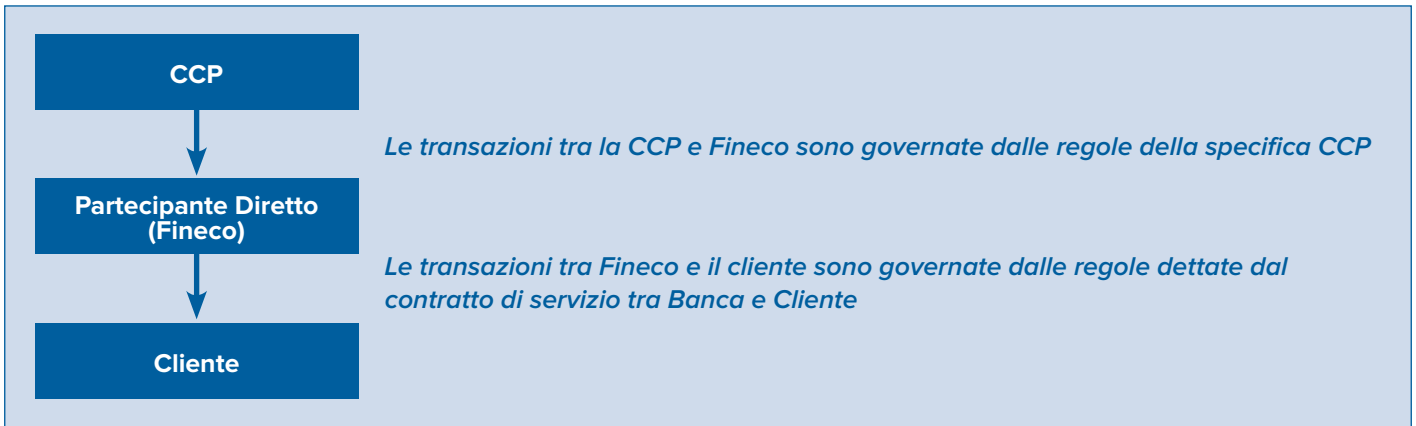 CCP
Le transazioni tra la CCP e Fineco sono governate dalle regole della specifica CCP
Partecipante Diretto
(Fineco)
Le transazioni tra Fineco e il cliente sono governate dalle regole dettate dal
contratto di servizio tra Banca e Cliente
Cliente